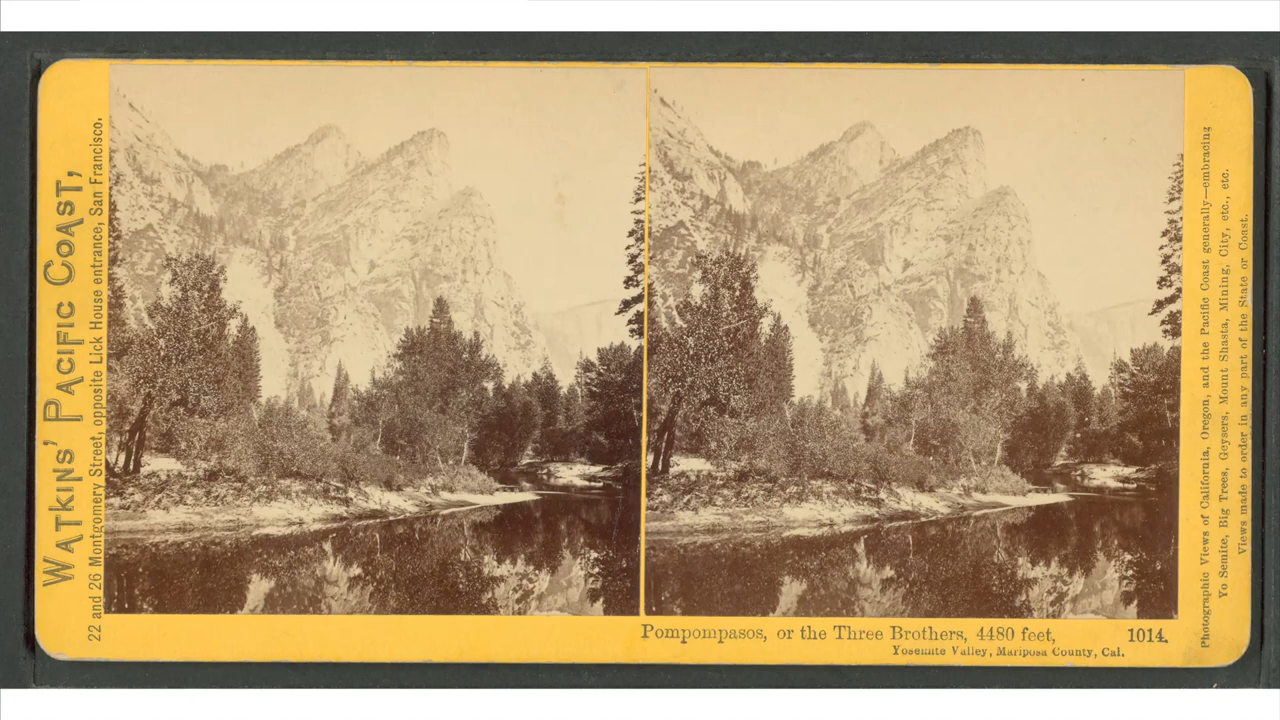 WATKINS' PACIFIC COAST,
22 and 26 Montgomery Street, opposite Lick House entrance, San Francisco.
Pompompasos, or the Three Brothers, 4480 feet, 1014.
Yosemite Valley, Mariposa County, Cal.
Photographic Views of California, Oregon, and the Pacific Coast generally—embracing
Yo Semite, Big Trees, Geysers, Mount Shasta, Mining, City, etc., etc.
Views made to order in any part of the State or Coast.